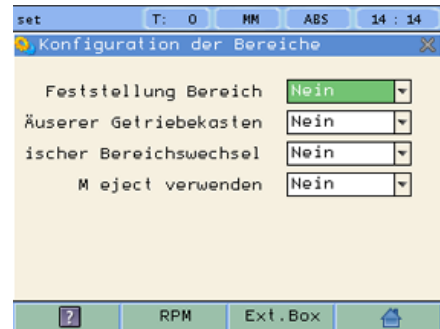 set T: 0 MM ABS 14 : 14
Konfiguration der Bereiche
Feststellung Bereich Nein
Äuserer Getriebekasten Nein
ischer Bereichswechsel Nein
M eject verwenden Nein
? RPM Ext.Box